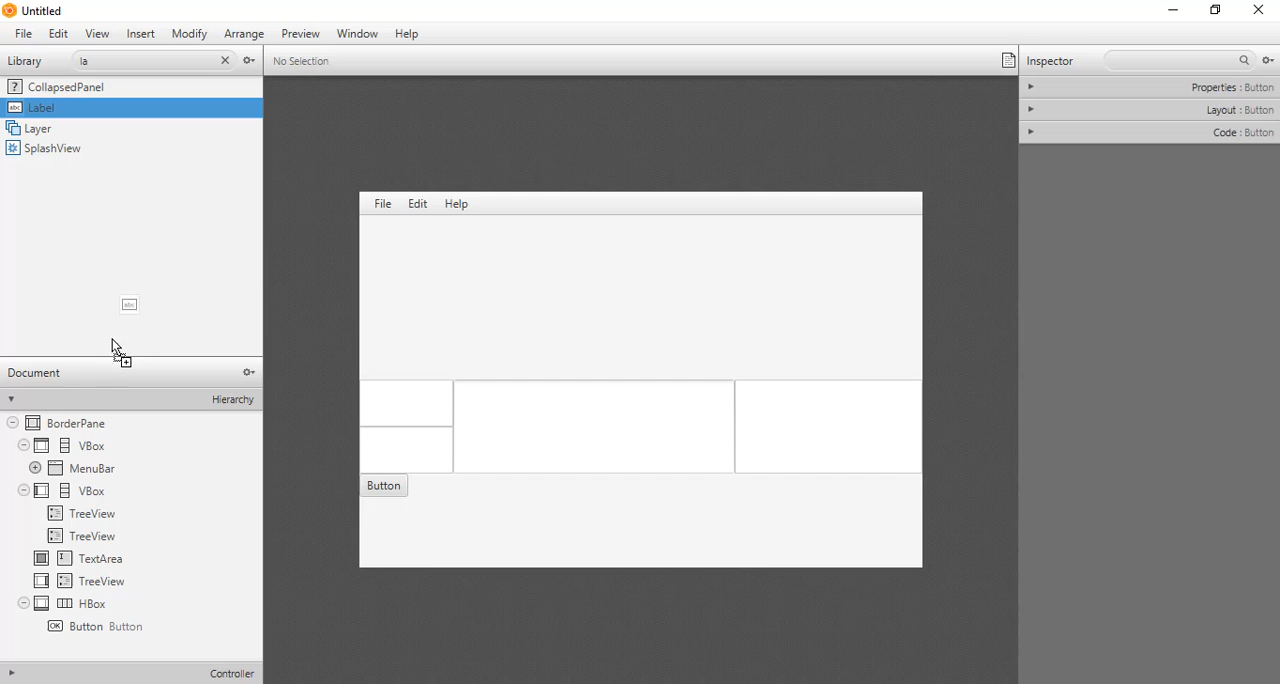 Untitled
File Edit View Insert Modify Arrange Preview Window Help
Library la
No Selection
Inspector
CollapsedPanel
Label
Layer
SplashView
Properties : Button
Layout : Button
Code : Button
File Edit Help
Button
Document
Hierarchy
BorderPane
VBox
MenuBar
VBox
TreeView
TreeView
TextArea
TreeView
HBox
OK Button Button
Controller